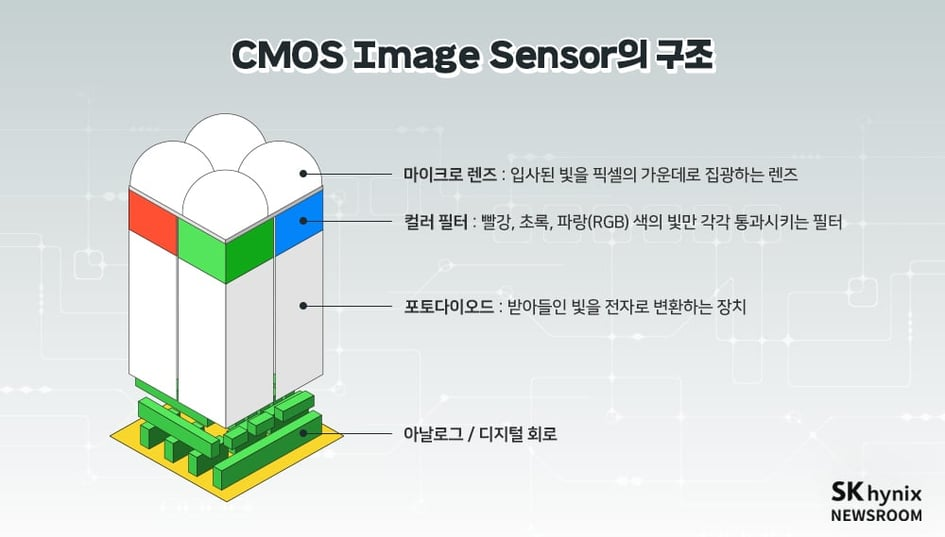 CMOS Image Sensor의 구조
마이크로 렌즈 : 입사된 빛을 픽셀의 가운데로 집광하는 렌즈
컬러 필터 : 빨강, 초록, 파랑(RGB) 색의 빛만 각각 통과시키는 필터
포토다이오드 : 받아들인 빛을 전자로 변환하는 장치
아날로그 / 디지털 회로
SK hynix
NEWSROOM